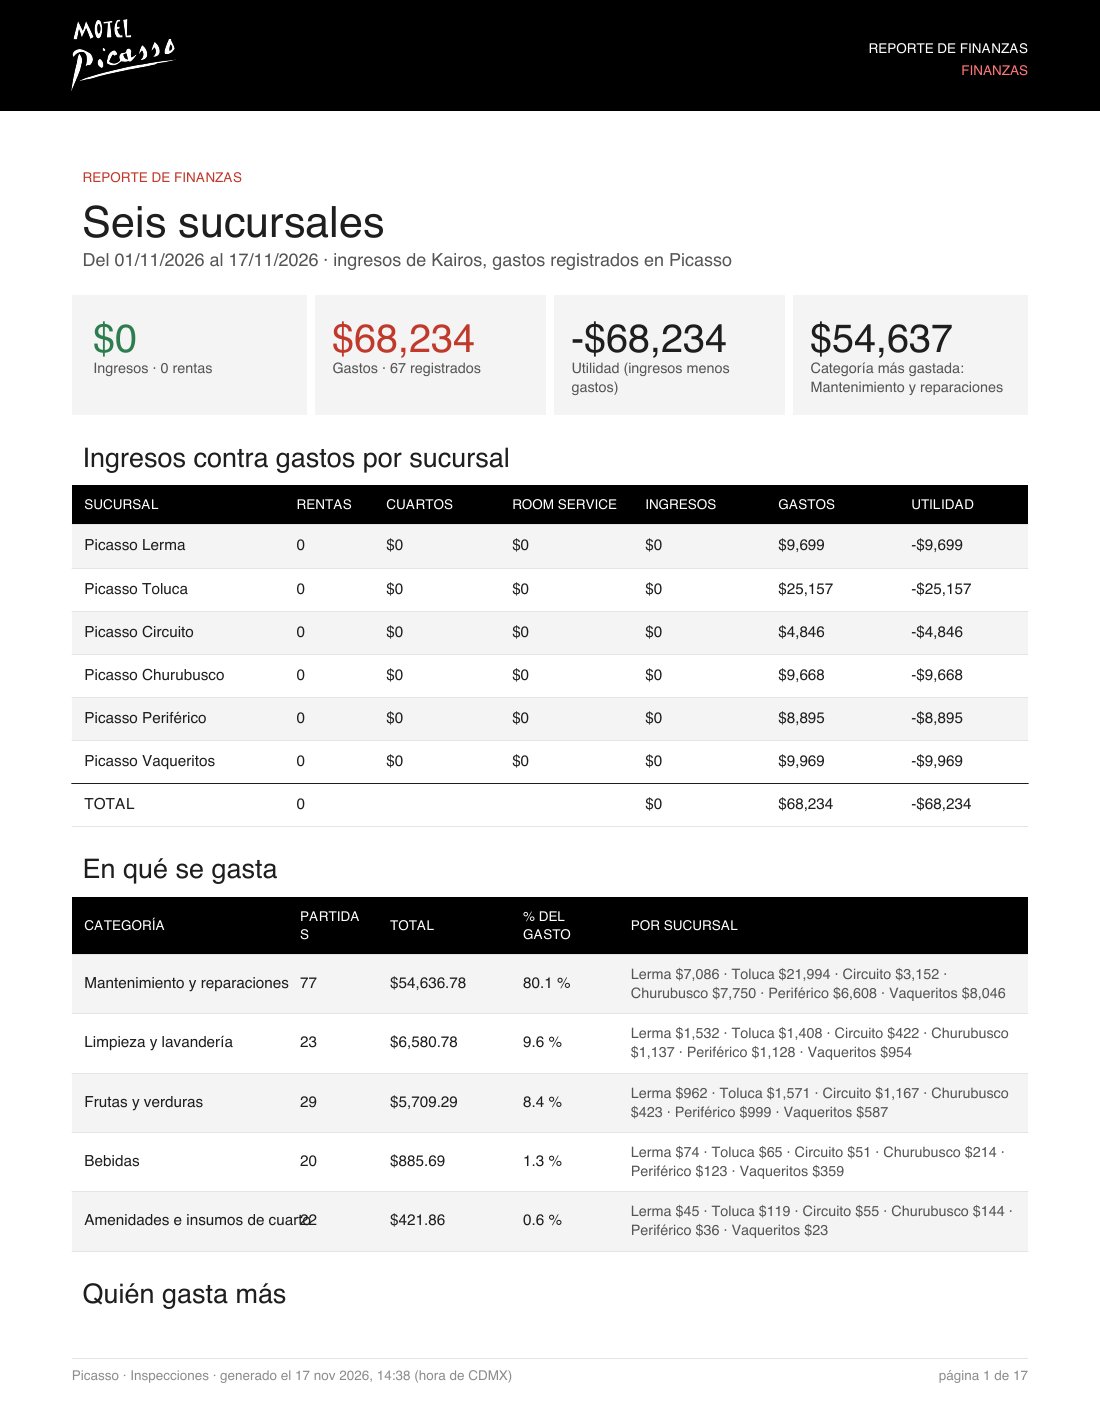 MOTEL
Picasso
REPORTE DE FINANZAS
FINANZAS
REPORTE DE FINANZAS
Seis sucursales
Del 01/11/2026 al 17/11/2026 · ingresos de Kairos, gastos registrados en Picasso
$0 $68,234 -$68,234 $54,637
Ingresos · 0 rentas Gastos · 67 registrados Utilidad (ingresos menos gastos) Categoría más gastada: Mantenimiento y reparaciones
Ingresos contra gastos por sucursal
SUCURSAL RENTAS CUARTOS ROOM SERVICE INGRESOS GASTOS UTILIDAD
Picasso Lerma 0 $0 $0 $0 $9,699 -$9,699
Picasso Toluca 0 $0 $0 $0 $25,157 -$25,157
Picasso Circuito 0 $0 $0 $0 $4,846 -$4,846
Picasso Churubusco 0 $0 $0 $0 $9,668 -$9,668
Picasso Periférico 0 $0 $0 $0 $8,895 -$8,895
Picasso Vaqueritos 0 $0 $0 $0 $9,969 -$9,969
TOTAL 0 $0 $68,234 -$68,234
En qué se gasta
CATEGORÍA PARTIDAS TOTAL % DEL GASTO POR SUCURSAL
Mantenimiento y reparaciones 77 $54,636.78 80.1 % Lerma $7,086 · Toluca $21,994 · Circuito $3,152 ·
Churubusco $7,750 · Periférico $6,608 · Vaqueritos $8,046
Limpieza y lavandería 23 $6,580.78 9.6 % Lerma $1,532 · Toluca $1,408 · Circuito $422 · Churubusco
$1,137 · Periférico $1,128 · Vaqueritos $954
Frutas y verduras 29 $5,709.29 8.4 % Lerma $962 · Toluca $1,571 · Circuito $1,167 · Churubusco
$423 · Periférico $999 · Vaqueritos $587
Bebidas 20 $885.69 1.3 % Lerma $74 · Toluca $65 · Circuito $51 · Churubusco $214 ·
Periférico $123 · Vaqueritos $359
Amenidades e insumos de cuarto 22 $421.86 0.6 % Lerma $45 · Toluca $119 · Circuito $55 · Churubusco $144 ·
Periférico $36 · Vaqueritos $23
Quién gasta más
Picasso · Inspecciones · generado el 17 nov 2026, 14:38 (hora de CDMX) página 1 de 17